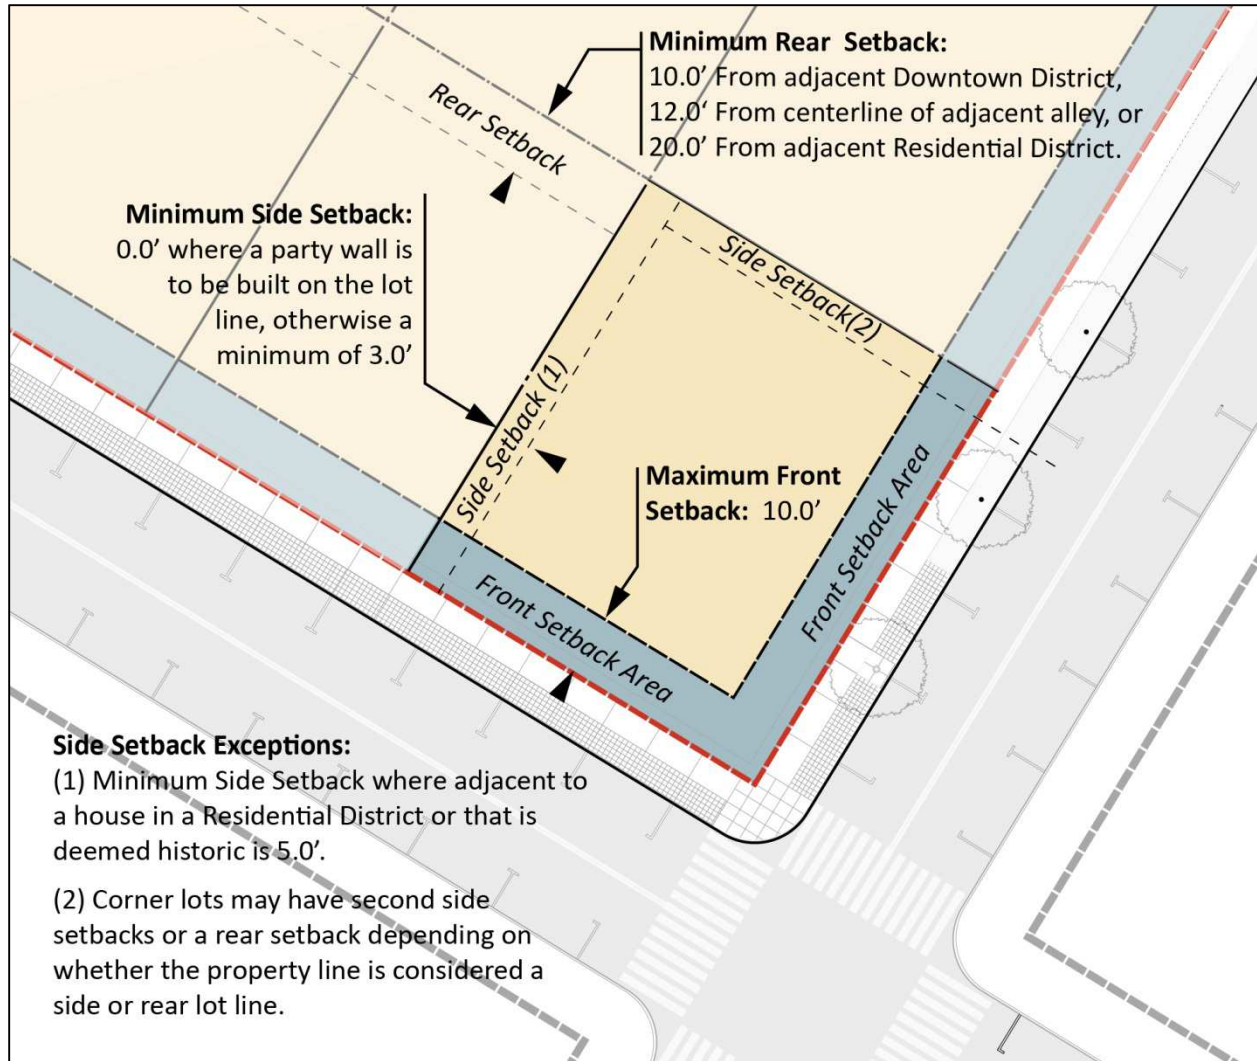 Minimum Rear Setback:
10.0’ From adjacent Downtown District,
12.0‘ From centerline of adjacent alley, or
20.0’ From adjacent Residential District.
Rear Setback
Minimum Side Setback:
0.0’ where a party wall is
to be built on the lot
line, otherwise a
minimum of 3.0’
Side Setback(2)
Side Setback (1)
Maximum Front
Setback: 10.0’
Front Setback Area
Front Setback Area
Side Setback Exceptions:
(1) Minimum Side Setback where adjacent to
a house in a Residential District or that is
deemed historic is 5.0’.
(2) Corner lots may have second side
setbacks or a rear setback depending on
whether the property line is considered a
side or rear lot line.